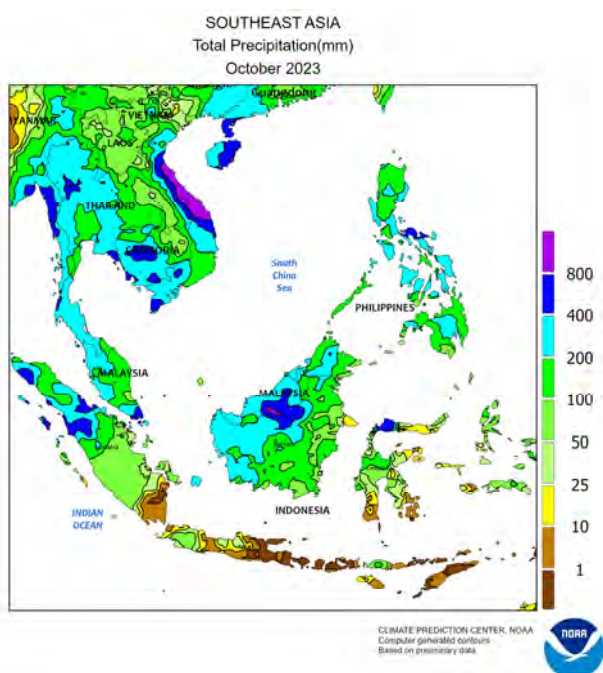 SOUTHEAST ASIA
Total Precipitation(mm)
October 2023
Guangdong
VIETNAM
LAOS
THAILAND
CAMBODIA
South
China
Sea
PHILIPPINES
MALAYSIA
MALAYSIA
INDIAN
OCEAN
INDONESIA
800
400
200
100
50
25
10
1
CLIMATE PREDICTION CENTER, NOAA
Computer generated contours
Based on preliminary data
NOAA